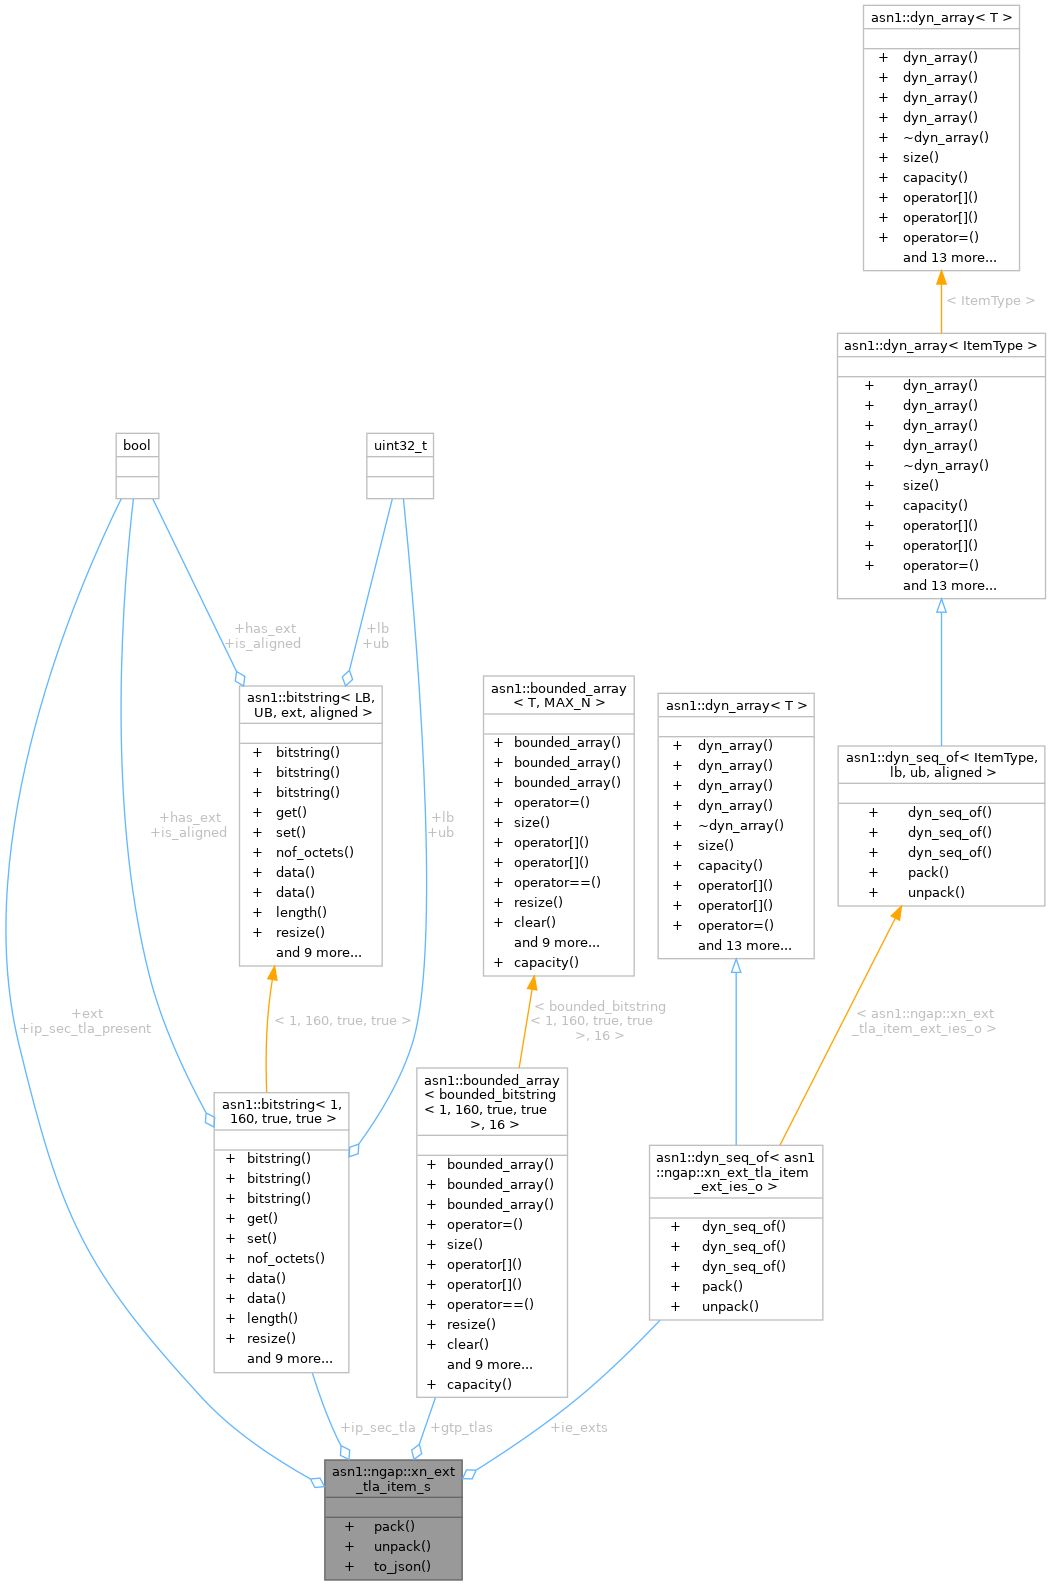 asn1::dyn_array< T >
+ dyn_array()
+ dyn_array()
+ dyn_array()
+ dyn_array()
+ ~dyn_array()
+ size()
+ capacity()
+ operator[]()
+ operator[]()
+ operator=()
and 13 more...
< ItemType >
asn1::dyn_array< ItemType >
+ dyn_array()
+ dyn_array()
+ dyn_array()
+ dyn_array()
+ ~dyn_array()
+ size()
+ capacity()
+ operator[]()
+ operator[]()
+ operator=()
and 13 more...
bool
uint32_t
+has_ext
+is_aligned
+lb
+ub
asn1::bitstring< LB,
UB, ext, aligned >
+ bitstring()
+ bitstring()
+ bitstring()
+ get()
+ set()
+ nof_octets()
+ data()
+ data()
+ length()
+ resize()
and 9 more...
asn1::bounded_array
< T, MAX_N >
+ bounded_array()
+ bounded_array()
+ bounded_array()
+ operator=()
+ size()
+ operator[]()
+ operator[]()
+ operator==()
+ resize()
+ clear()
and 9 more...
+ capacity()
asn1::dyn_array< T >
+ dyn_array()
+ dyn_array()
+ dyn_array()
+ dyn_array()
+ ~dyn_array()
+ size()
+ capacity()
+ operator[]()
+ operator[]()
+ operator=()
and 13 more...
asn1::dyn_seq_of< ItemType,
lb, ub, aligned >
+ dyn_seq_of()
+ dyn_seq_of()
+ dyn_seq_of()
+ pack()
+ unpack()
+has_ext
+is_aligned
+lb
+ub
+ext
+ip_sec_tla_present
< 1, 160, true, true >
< bounded_bitstring
< 1, 160, true, true
>, 16 >
< asn1::ngap::xn_ext
_tla_item_ext_ies_o >
asn1::bitstring< 1,
160, true, true >
+ bitstring()
+ bitstring()
+ bitstring()
+ get()
+ set()
+ nof_octets()
+ data()
+ data()
+ length()
+ resize()
and 9 more...
asn1::bounded_array
< bounded_bitstring
< 1, 160, true, true
>, 16 >
+ bounded_array()
+ bounded_array()
+ bounded_array()
+ operator=()
+ size()
+ operator[]()
+ operator[]()
+ operator==()
+ resize()
+ clear()
and 9 more...
+ capacity()
asn1::dyn_seq_of< asn1
::ngap::xn_ext_tla_item
_ext_ies_o >
+ dyn_seq_of()
+ dyn_seq_of()
+ dyn_seq_of()
+ pack()
+ unpack()
+ip_sec_tla
+gtp_tlas
+ie_exts
asn1::ngap::xn_ext
_tla_item_s
+ pack()
+ unpack()
+ to_json()